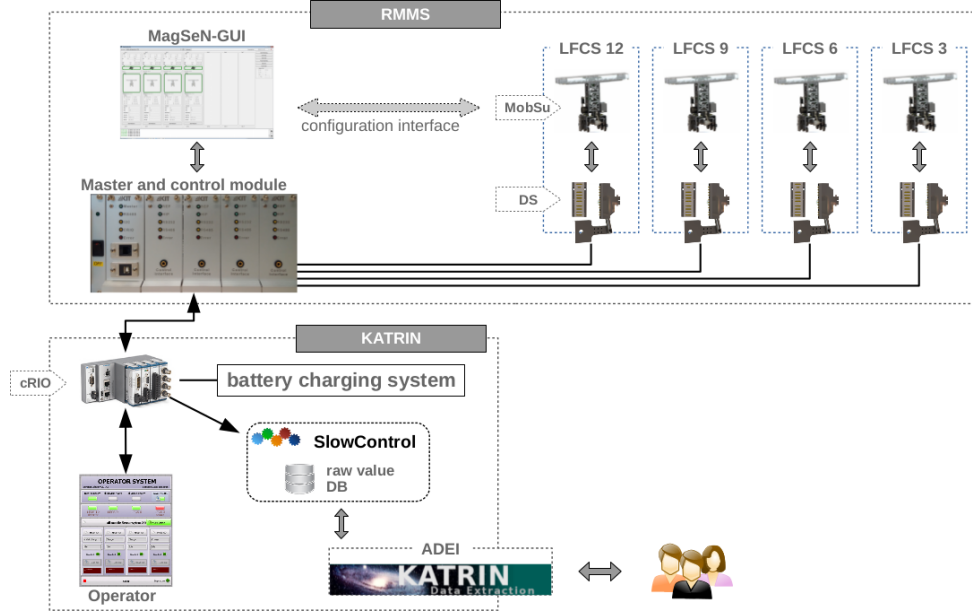 RMMS
MagSeN-GUI
LFCS 12
LFCS 9
LFCS 6
LFCS 3
MobSu
configuration interface
Master and control module
DS
KATRIN
cRIO
battery charging system
SlowControl
raw value
DB
OPERATOR SYSTEM
Operator
ADEI
KATRIN
Data Extraction